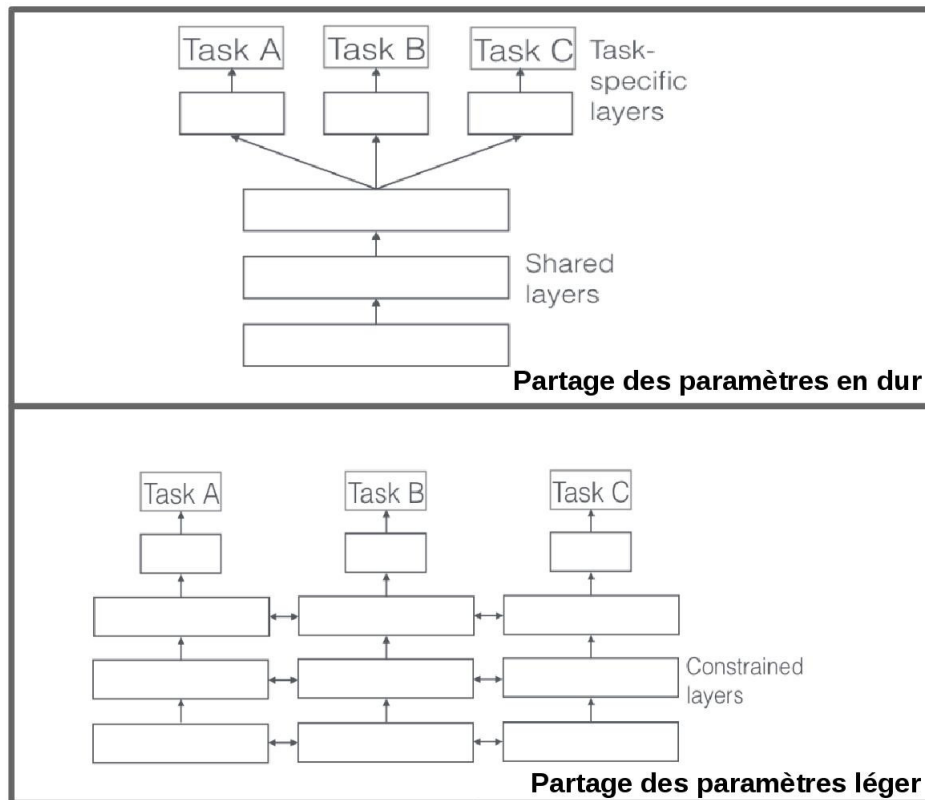 Task A
Task B
Task C
Task-
specific
layers
Shared
layers
Partage des paramètres en dur
Task A
Task B
Task C
Constrained
layers
Partage des paramètres léger